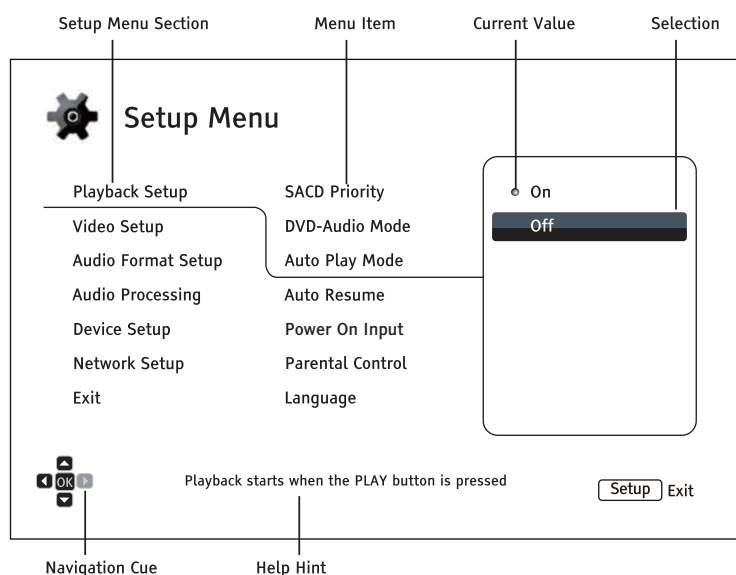 Setup Menu Section
Menu Item
Current Value
Selection
Setup Menu
Playback Setup
Video Setup
Audio Format Setup
Audio Processing
Device Setup
Network Setup
Exit
SACD Priority
DVD-Audio Mode
Auto Play Mode
Auto Resume
Power On Input
Parental Control
Language
On
Off
OK
Playback starts when the PLAY button is pressed
Setup Exit
Navigation Cue
Help Hint